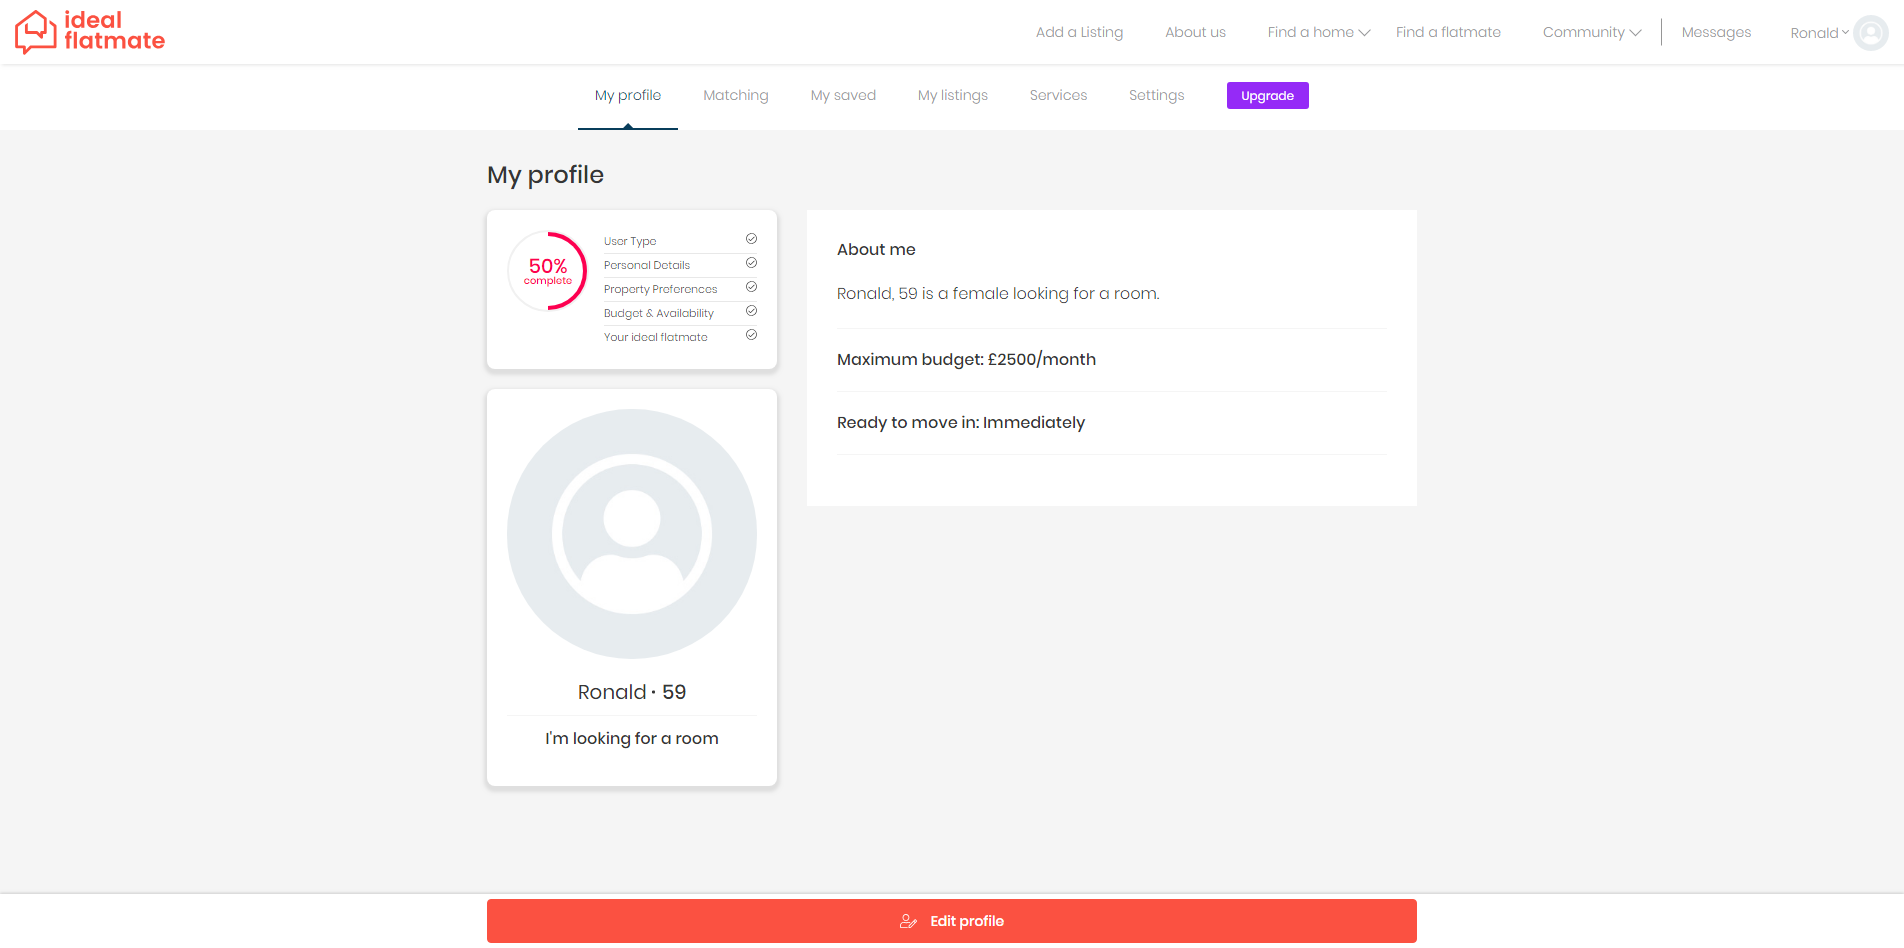 ideal
flatmate
Add a Listing About us Find a home Find a flatmate Community Messages Ronald
My profile Matching My saved My listings Services Settings Upgrade
My profile
50%
complete
User Type
Personal Details
Property Preferences
Budget & Availability
Your ideal flatmate
About me
Ronald, 59 is a female looking for a room.
Maximum budget: £2500/month
Ready to move in: Immediately
Ronald · 59
I'm looking for a room
Edit profile